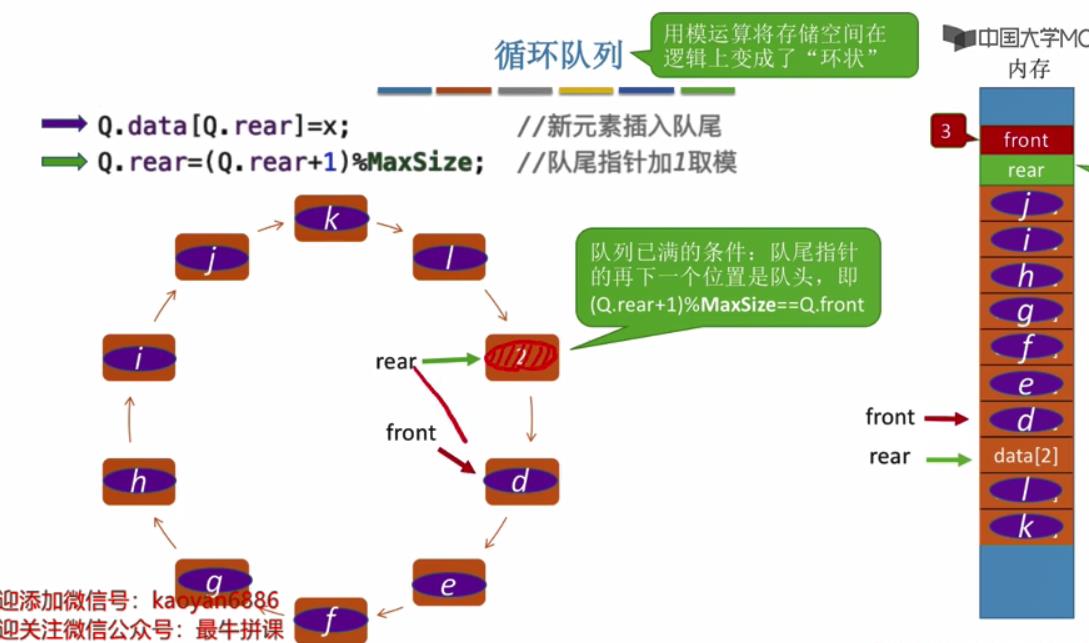 循环队列
用模运算将存储空间在
逻辑上变成了“环状”
中国大学MO
内存
Q.data[Q.rear]=x; //新元素插入队尾
Q.rear=(Q.rear+1)%MaxSize; //队尾指针加1取模
3
front
rear
j
i
h
g
f
e
front
d
rear
data[2]
l
k
k
j
l
队列已满的条件：队尾指针
的再下一个位置是队头，即
(Q.rear+1)%MaxSize==Q.front
i
rear
2
front
h
d
g
e
f
迎添加微信号：kaoyan6886
迎关注微信公众号：最牛拼课